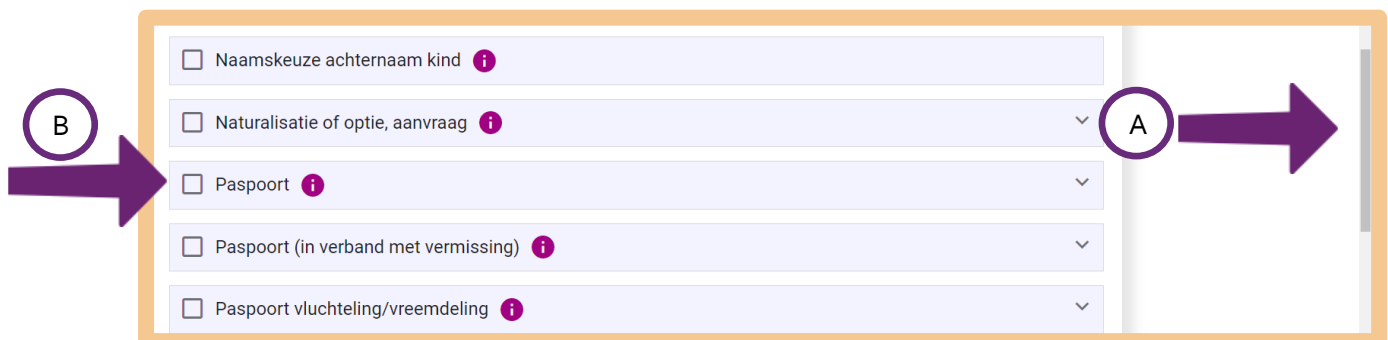 Naamskeuze achternaam kind i
Naturalisatie of optie, aanvraag i
A
B
Paspoort i
Paspoort (in verband met vermissing) i
Paspoort vluchteling/vreemdeling i